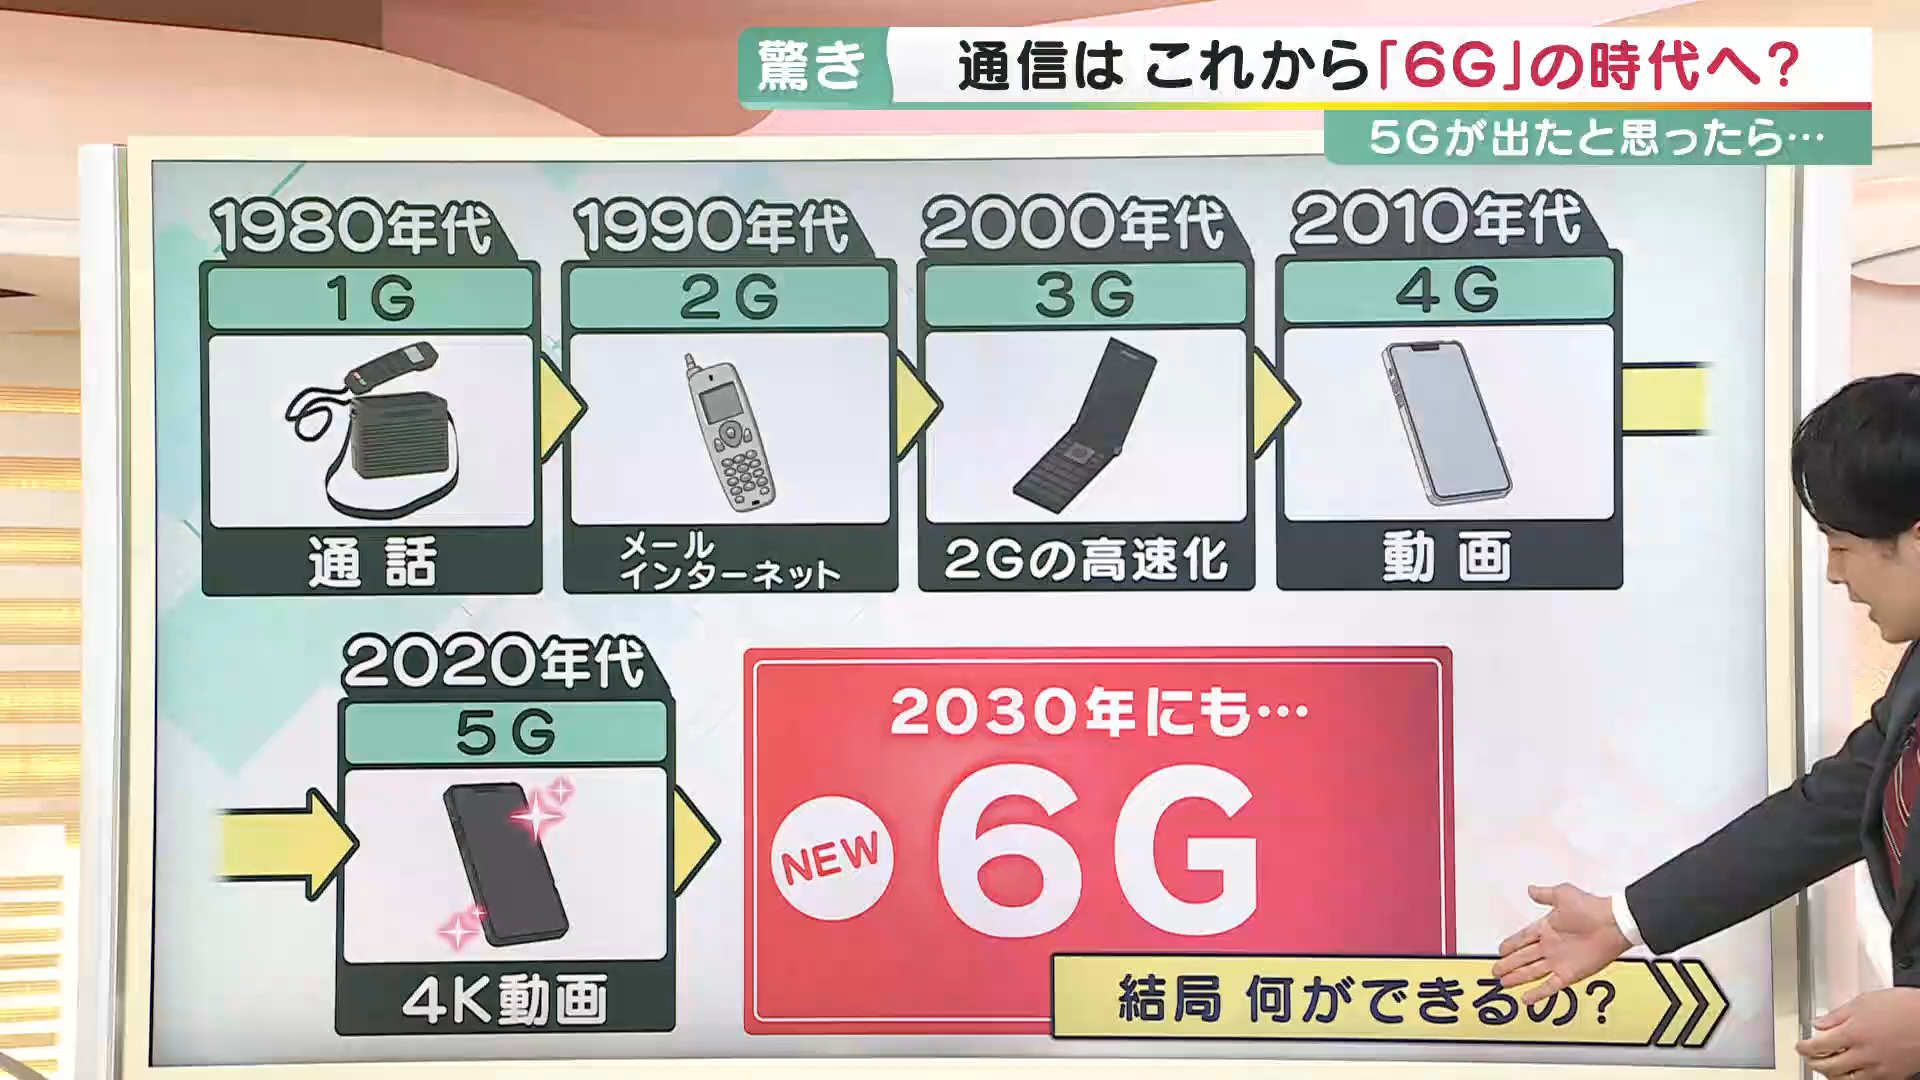 驚き
通信は これから「6G」の時代へ?
5Gが出たと思ったら…
1980年代
1G
通話
1990年代
2G
メール
インターネット
2000年代
3G
2Gの高速化
2010年代
4G
動画
2020年代
5G
4K動画
2030年にも…
NEW
6G
結局 何ができるの?